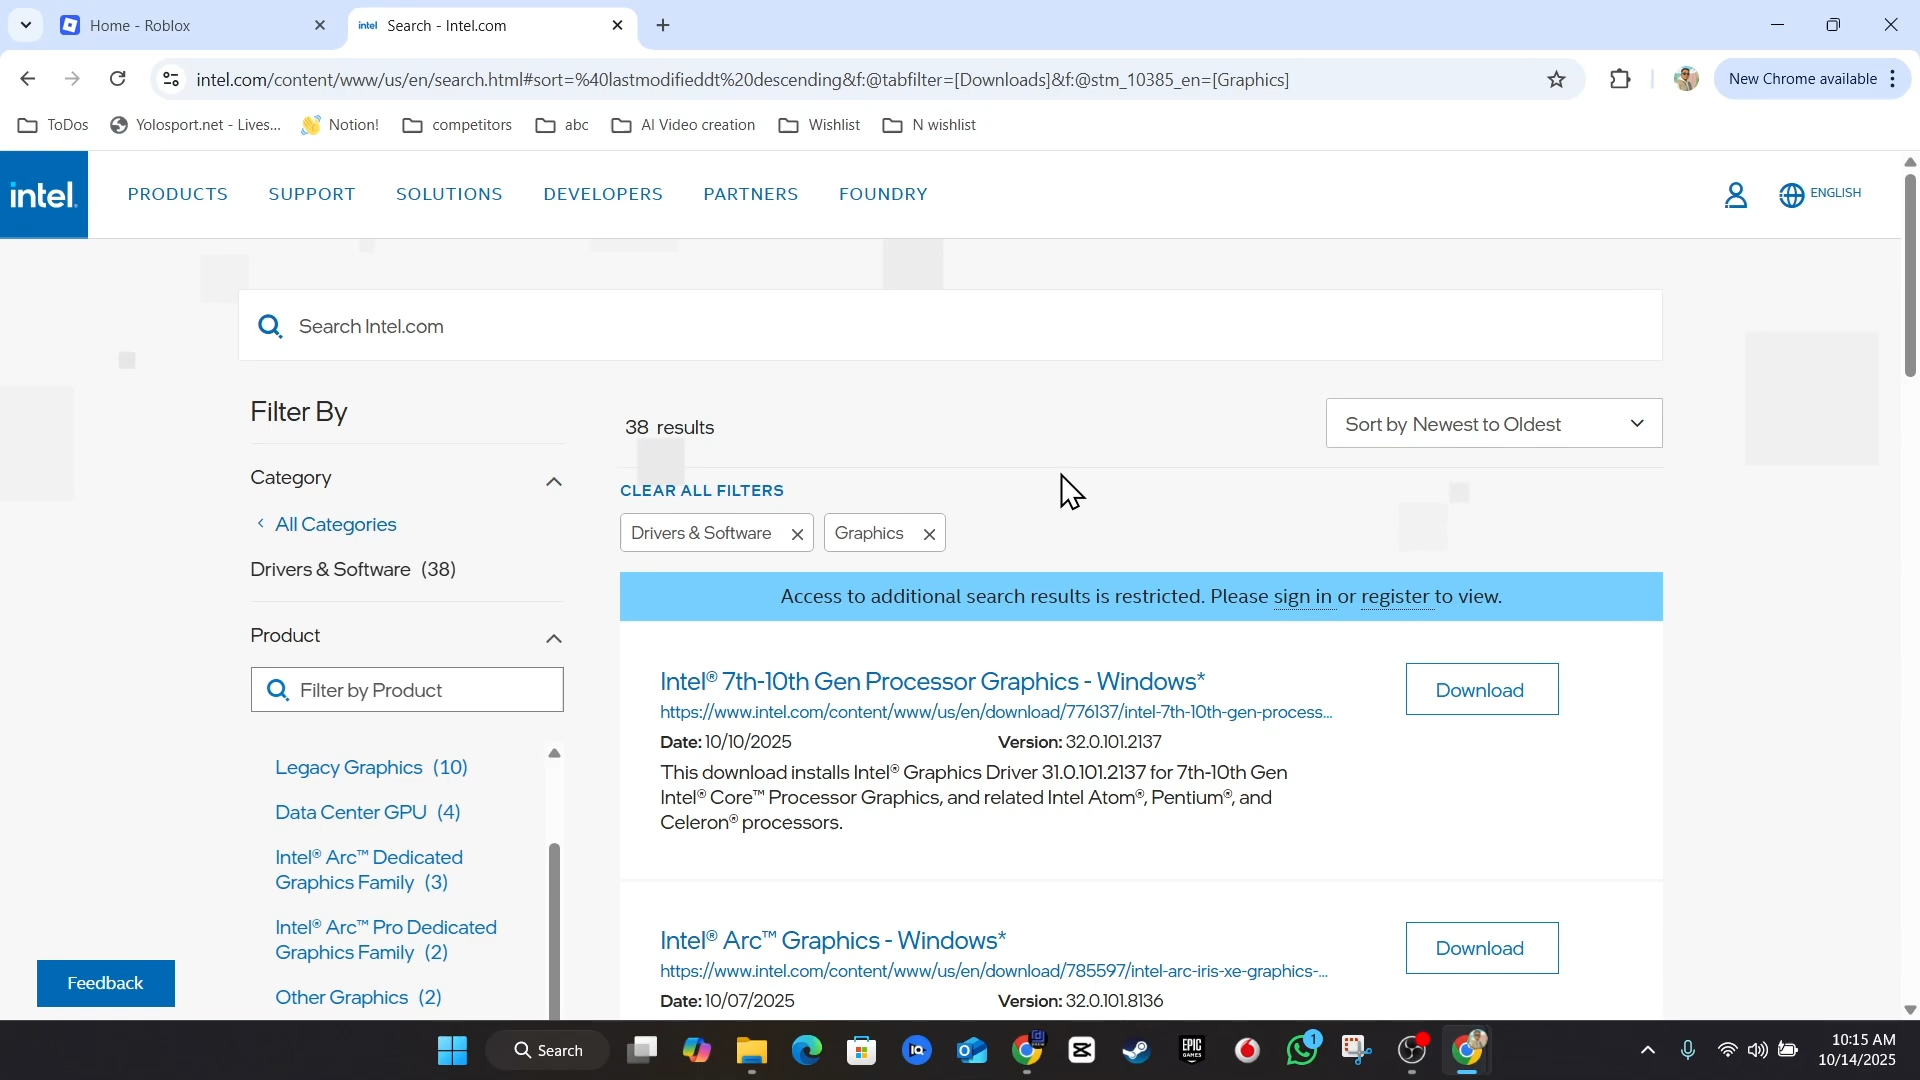 Home - Roblox
intel Search - Intel.com
intel.com/content/www/us/en/search.html#sort=%40lastmodifieddt%20descending&f:@tabfilter=[Downloads]&f:@stm_10385_en=[Graphics]
New Chrome available
ToDos
Yolosport.net - Lives...
Notion!
competitors
abc
AI Video creation
Wishlist
N wishlist
intel.
PRODUCTS
SUPPORT
SOLUTIONS
DEVELOPERS
PARTNERS
FOUNDRY
ENGLISH
Search Intel.com
Filter By
Category
All Categories
Drivers & Software (38)
Product
Filter by Product
Legacy Graphics (10)
Data Center GPU (4)
Intel® Arc™ Dedicated
Graphics Family (3)
Intel® Arc™ Pro Dedicated
Graphics Family (2)
Other Graphics (2)
Feedback
38 results
Sort by Newest to Oldest
CLEAR ALL FILTERS
Drivers & Software
Graphics
Access to additional search results is restricted. Please sign in or register to view.
Intel® 7th-10th Gen Processor Graphics - Windows*
Download
https://www.intel.com/content/www/us/en/download/776137/intel-7th-10th-gen-process...
Date: 10/10/2025 Version: 32.0.101.2137
This download installs Intel® Graphics Driver 31.0.101.2137 for 7th-10th Gen
Intel® Core™ Processor Graphics, and related Intel Atom®, Pentium®, and
Celeron® processors.
Intel® Arc™ Graphics - Windows*
Download
https://www.intel.com/content/www/us/en/download/785597/intel-arc-iris-xe-graphics-...
Date: 10/07/2025 Version: 32.0.101.8136
Search
EPIC
GAMES
1
10:15 AM
10/14/2025